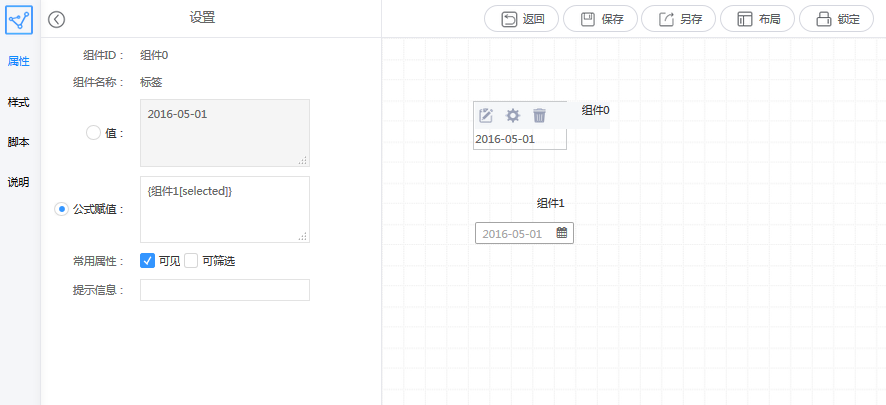 设置
返回
保存
另存
布局
锁定
属性
样式
脚本
说明
组件ID： 组件0
组件名称： 标签
值： 2016-05-01
公式赋值： {组件1[selected]}
常用属性： 可见 可筛选
提示信息：
组件0
2016-05-01
组件1
2016-05-01